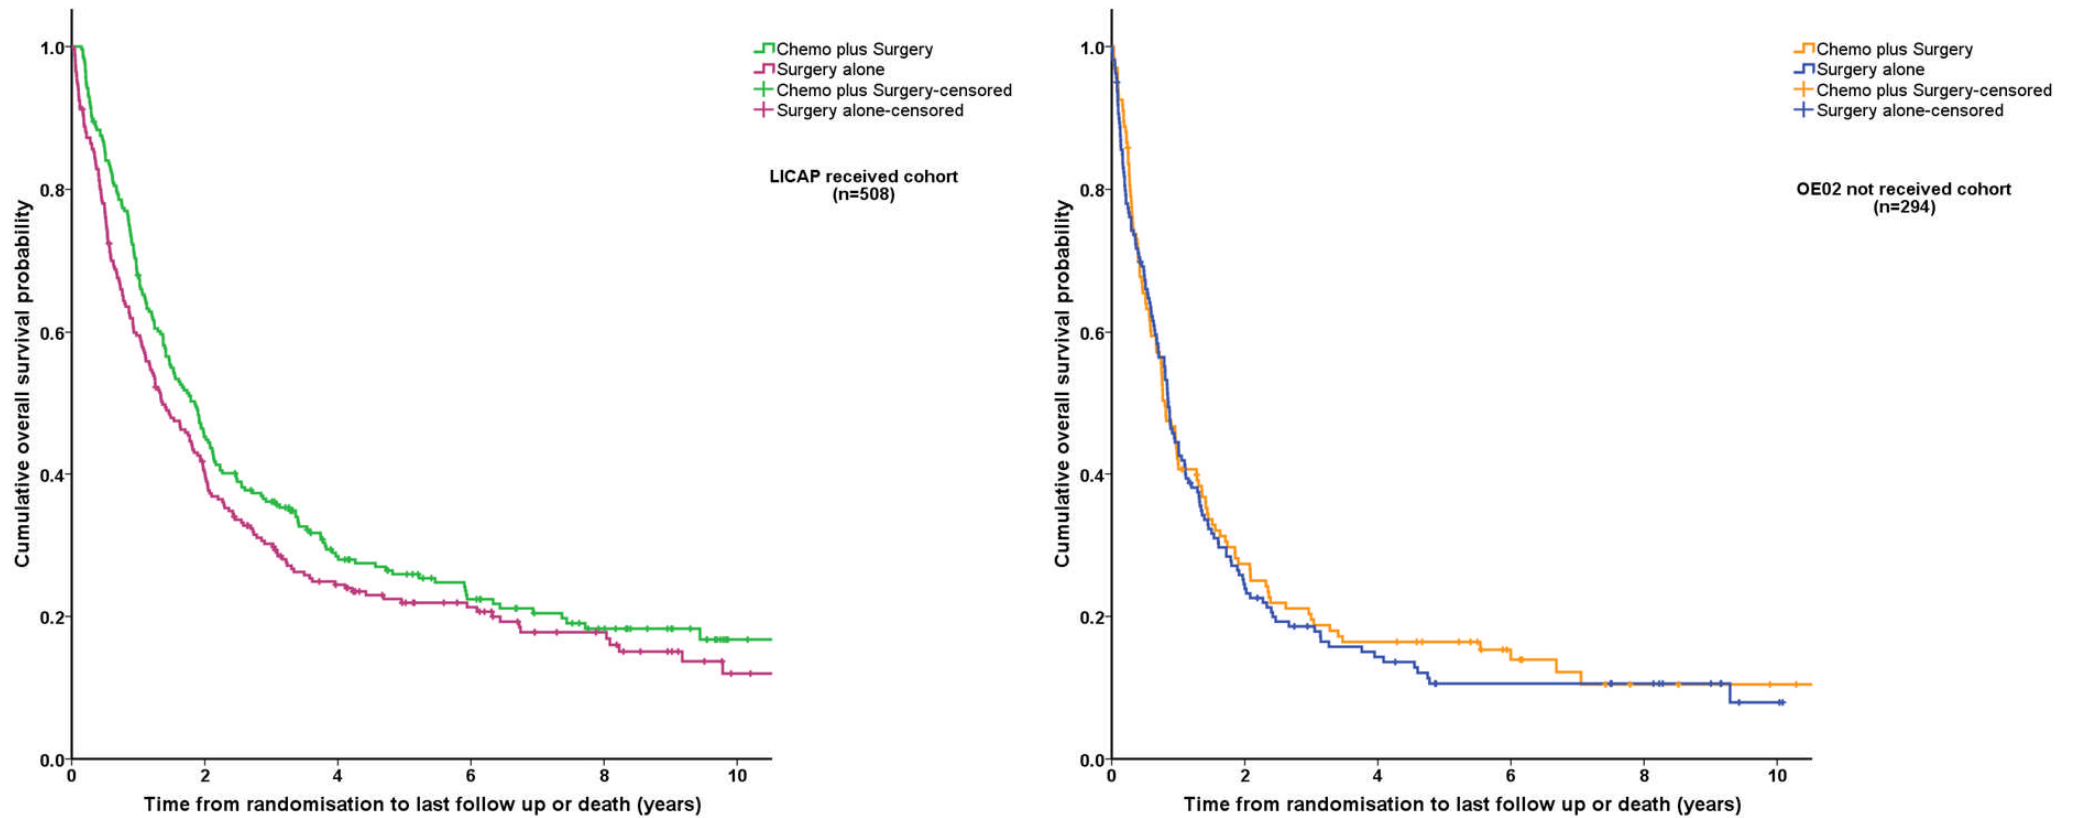 Cumulative overall survival probability
1.0
0.8
0.6
0.4
0.2
0.0
0 2 4 6 8 10
Time from randomisation to last follow up or death (years)
Chemo plus Surgery
Surgery alone
Chemo plus Surgery-censored
Surgery alone-censored
LICAP received cohort
(n=508)
Cumulative overall survival probability
1.0
0.8
0.6
0.4
0.2
0.0
0 2 4 6 8 10
Time from randomisation to last follow up or death (years)
Chemo plus Surgery
Surgery alone
Chemo plus Surgery-censored
Surgery alone-censored
OE02 not received cohort
(n=294)